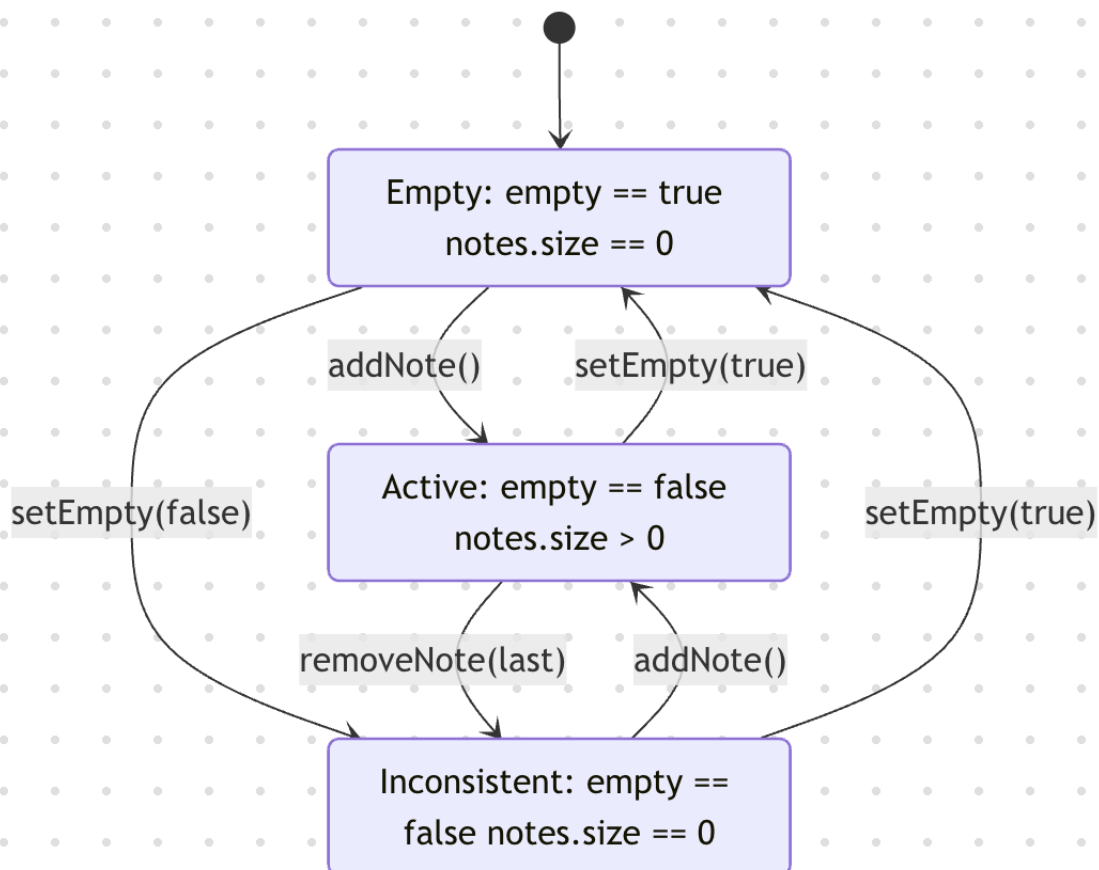 Empty: empty == true
notes.size == 0
addNote()
setEmpty(true)
Active: empty == false
notes.size > 0
setEmpty(false)
setEmpty(true)
removeNote(last)
addNote()
Inconsistent: empty ==
false notes.size == 0